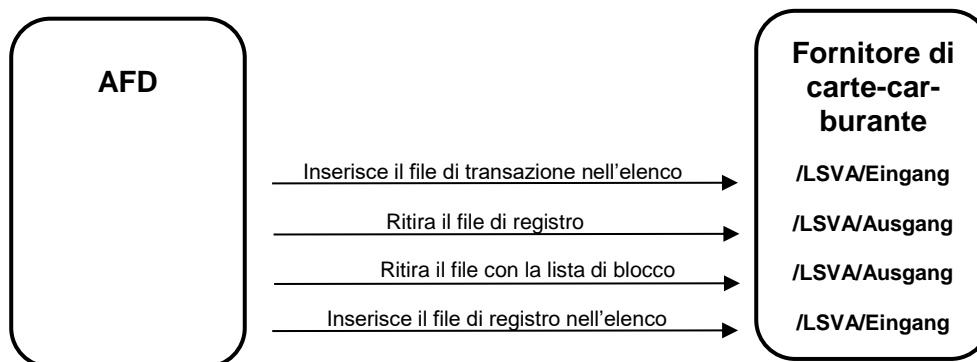 AFD
Fornitore di
carte-car-
burante
Inserisce il file di transazione nell'elenco
/LSVA/Eingang
Ritira il file di registro
/LSVA/Ausgang
Ritira il file con la lista di blocco
/LSVA/Ausgang
Inserisce il file di registro nell'elenco
/LSVA/Eingang